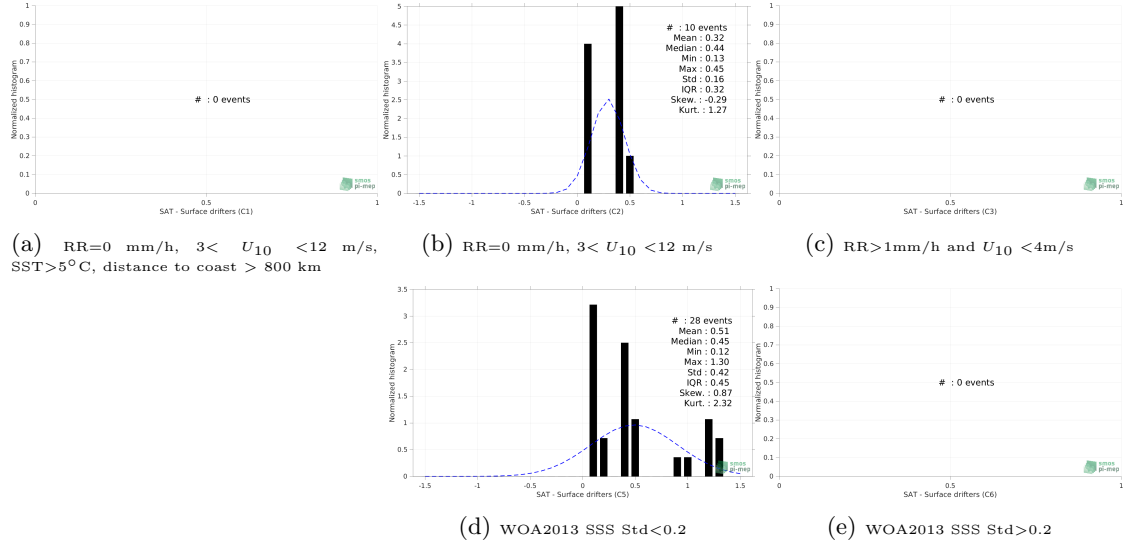 1
0.9
0.8
0.7
0.6
0.5
0.4
0.3
0.2
0.1
0
Normalized histogram
# : 0 events
smos
pi-mep
0 0.5 1
SAT - Surface drifters (C1)
(a) RR=0 mm/h, 3< U10 <12 m/s,
SST>5°C, distance to coast > 800 km
5
4.5
4
3.5
3
2.5
2
1.5
1
0.5
0
Normalized histogram
# : 10 events
Mean : 0.32
Median : 0.44
Min : 0.13
Max : 0.45
Std : 0.16
IQR : 0.32
Skew. : -0.29
Kurt. : 1.27
smos
pi-mep
-1.5 -1 -0.5 0 0.5 1 1.5
SAT - Surface drifters (C2)
(b) RR=0 mm/h, 3< U10 <12 m/s
1
0.9
0.8
0.7
0.6
0.5
0.4
0.3
0.2
0.1
0
Normalized histogram
# : 0 events
smos
pi-mep
0 0.5 1
SAT - Surface drifters (C3)
(c) RR>1mm/h and U10 <4m/s
3.5
3
2.5
2
1.5
1
0.5
0
Normalized histogram
# : 28 events
Mean : 0.51
Median : 0.45
Min : 0.12
Max : 1.30
Std : 0.42
IQR : 0.45
Skew. : 0.87
Kurt. : 2.32
smos
pi-mep
-1.5 -1 -0.5 0 0.5 1 1.5
SAT - Surface drifters (C5)
(d) WOA2013 SSS Std<0.2
1
0.9
0.8
0.7
0.6
0.5
0.4
0.3
0.2
0.1
0
Normalized histogram
# : 0 events
smos
pi-mep
0 0.5 1
SAT - Surface drifters (C6)
(e) WOA2013 SSS Std>0.2